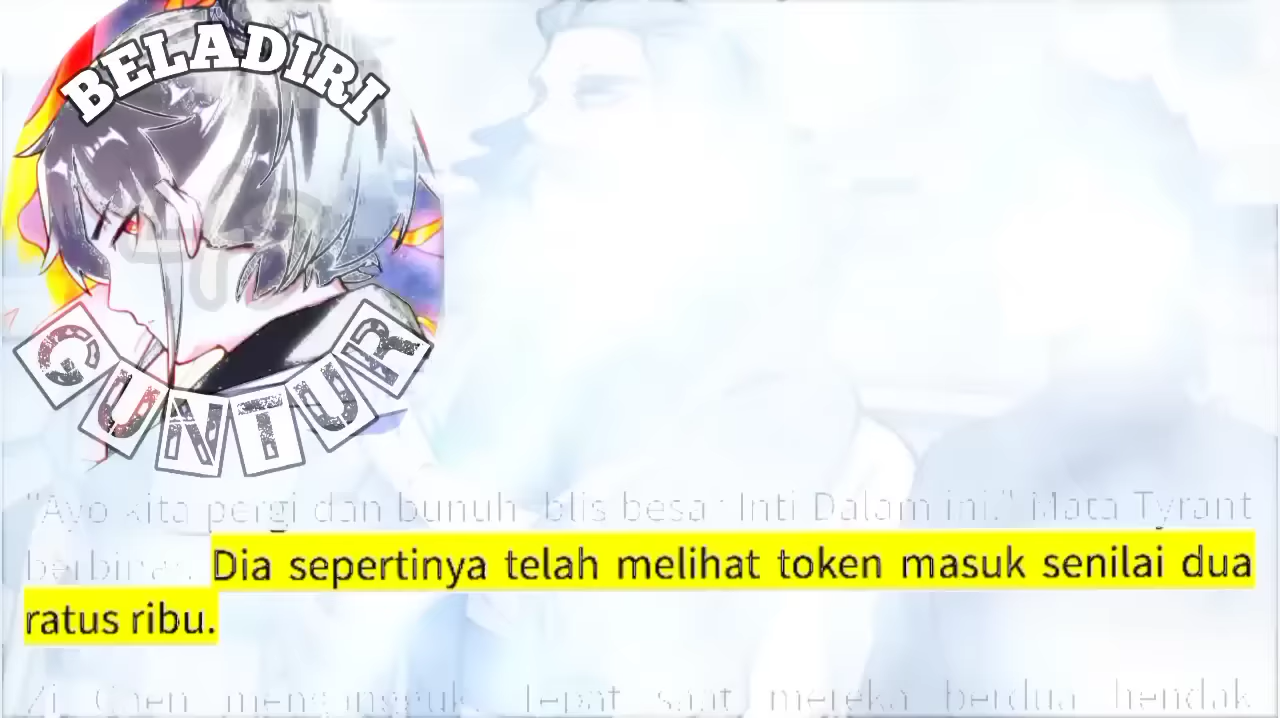 BELADIRI
GUNTUR
"Ayo kita pergi dan bunuh iblis besar Inti Dalam ini." Mata Tyrant
berbinar. Dia sepertinya telah melihat token masuk senilai dua
ratus ribu.
Zi Chen mengangguk. Tepat saat mereka berdua hendak